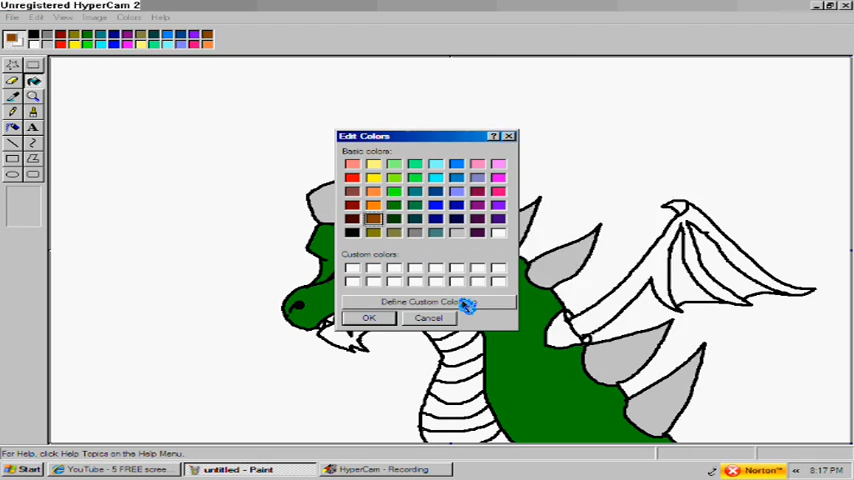 Unregistered HyperCam 2
File Edit View Image Colors Help
Edit Colors
Basic colors:
Custom colors:
Define Custom Colors >>
OK Cancel
For Help, click Help Topics on the Help Menu.
Start YouTube - 5 FREE scree... untitled - Paint HyperCam - Recording Norton™ 8:17 PM